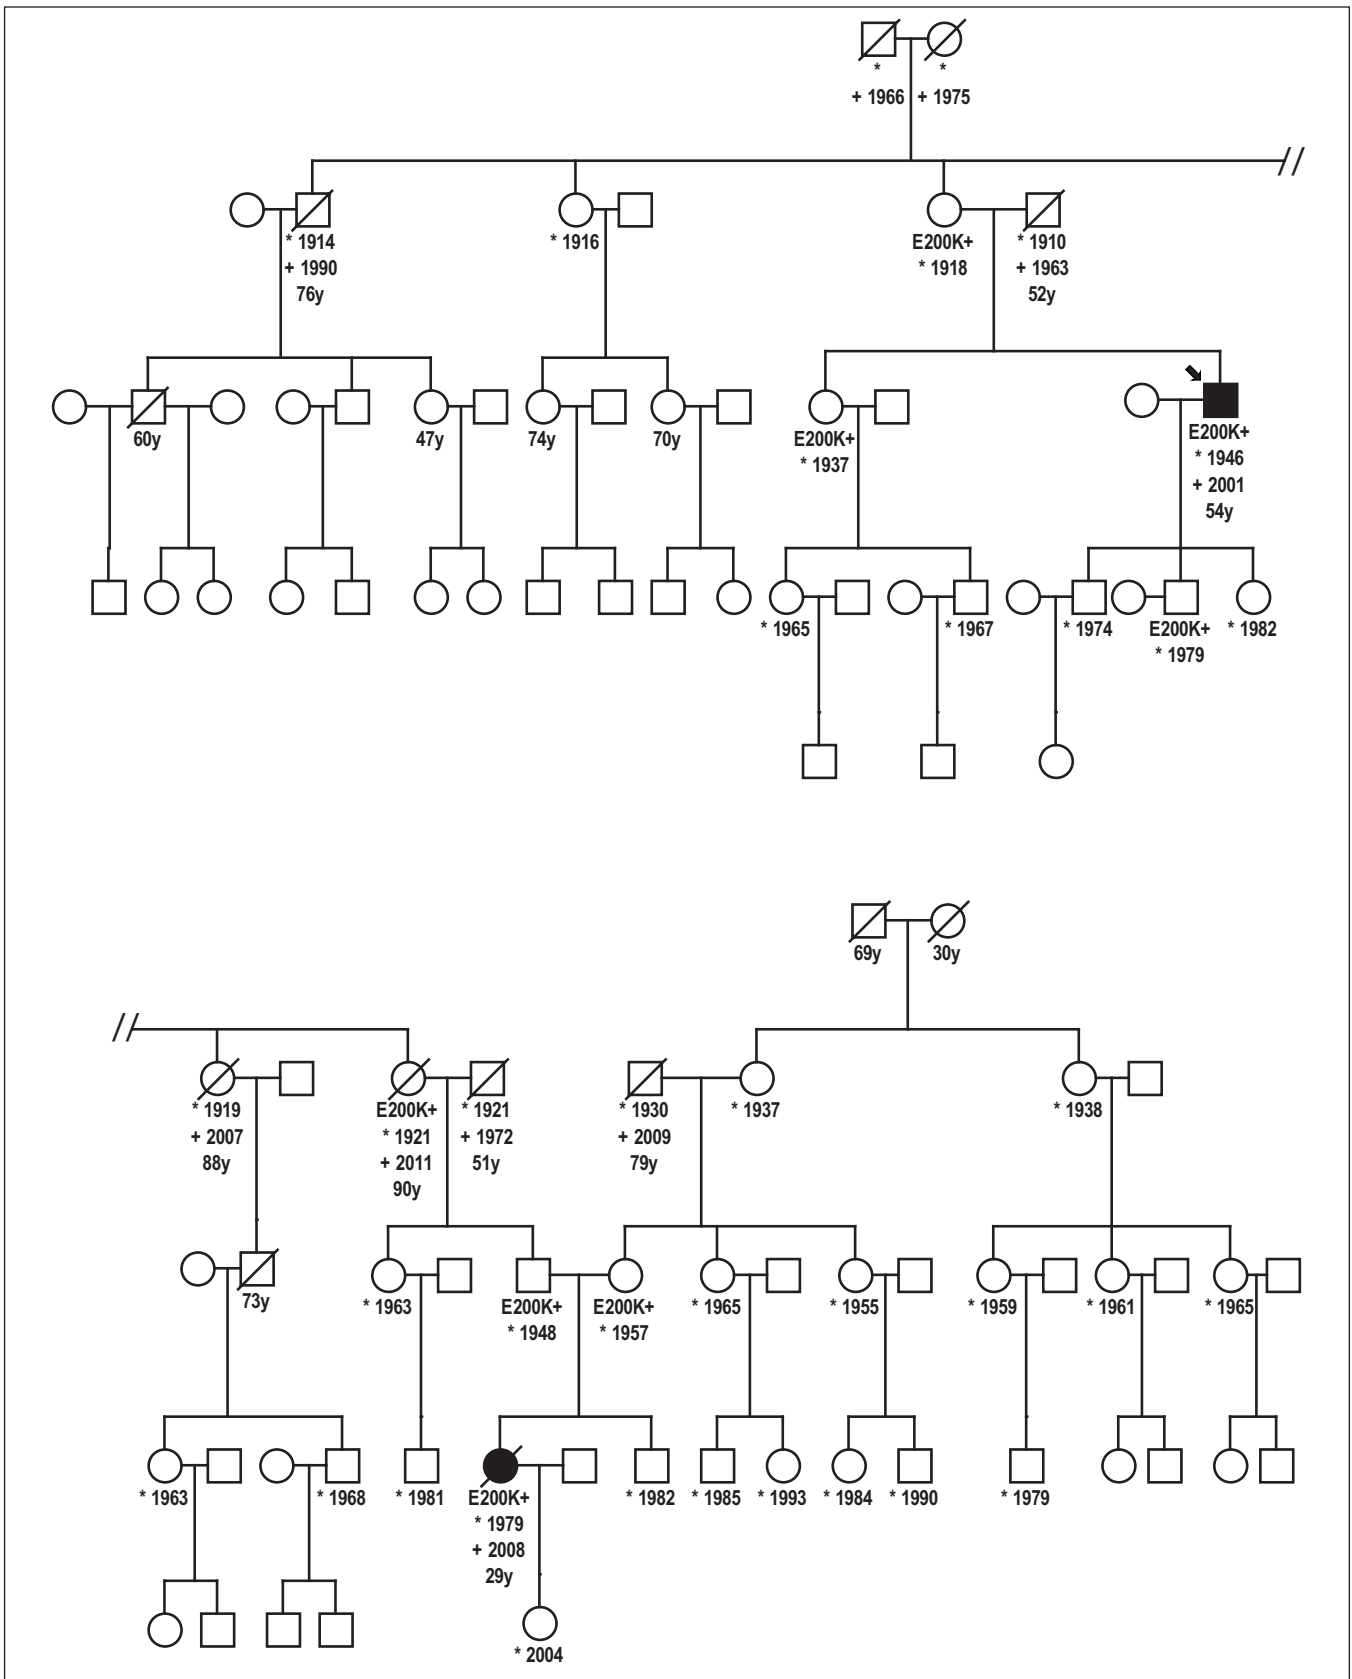 * *
+ 1966 + 1975
* 1914
+ 1990
76y
* 1916
E200K+
* 1918
* 1910
+ 1963
52y
60y
47y
74y
70y
E200K+
* 1937
E200K+
* 1946
+ 2001
54y
* 1965
* 1967
* 1974
E200K+
* 1979
* 1982
69y
30y
* 1919
+ 2007
88y
E200K+
* 1921
+ 2011
90y
* 1921
+ 1972
51y
* 1930
+ 2009
79y
* 1937
* 1938
73y
* 1963
E200K+
* 1948
E200K+
* 1957
* 1965
* 1955
* 1959
* 1961
* 1965
* 1963
* 1968
* 1981
E200K+
* 1979
+ 2008
29y
* 1982
* 1985
* 1993
* 1984
* 1990
* 1979
* 2004